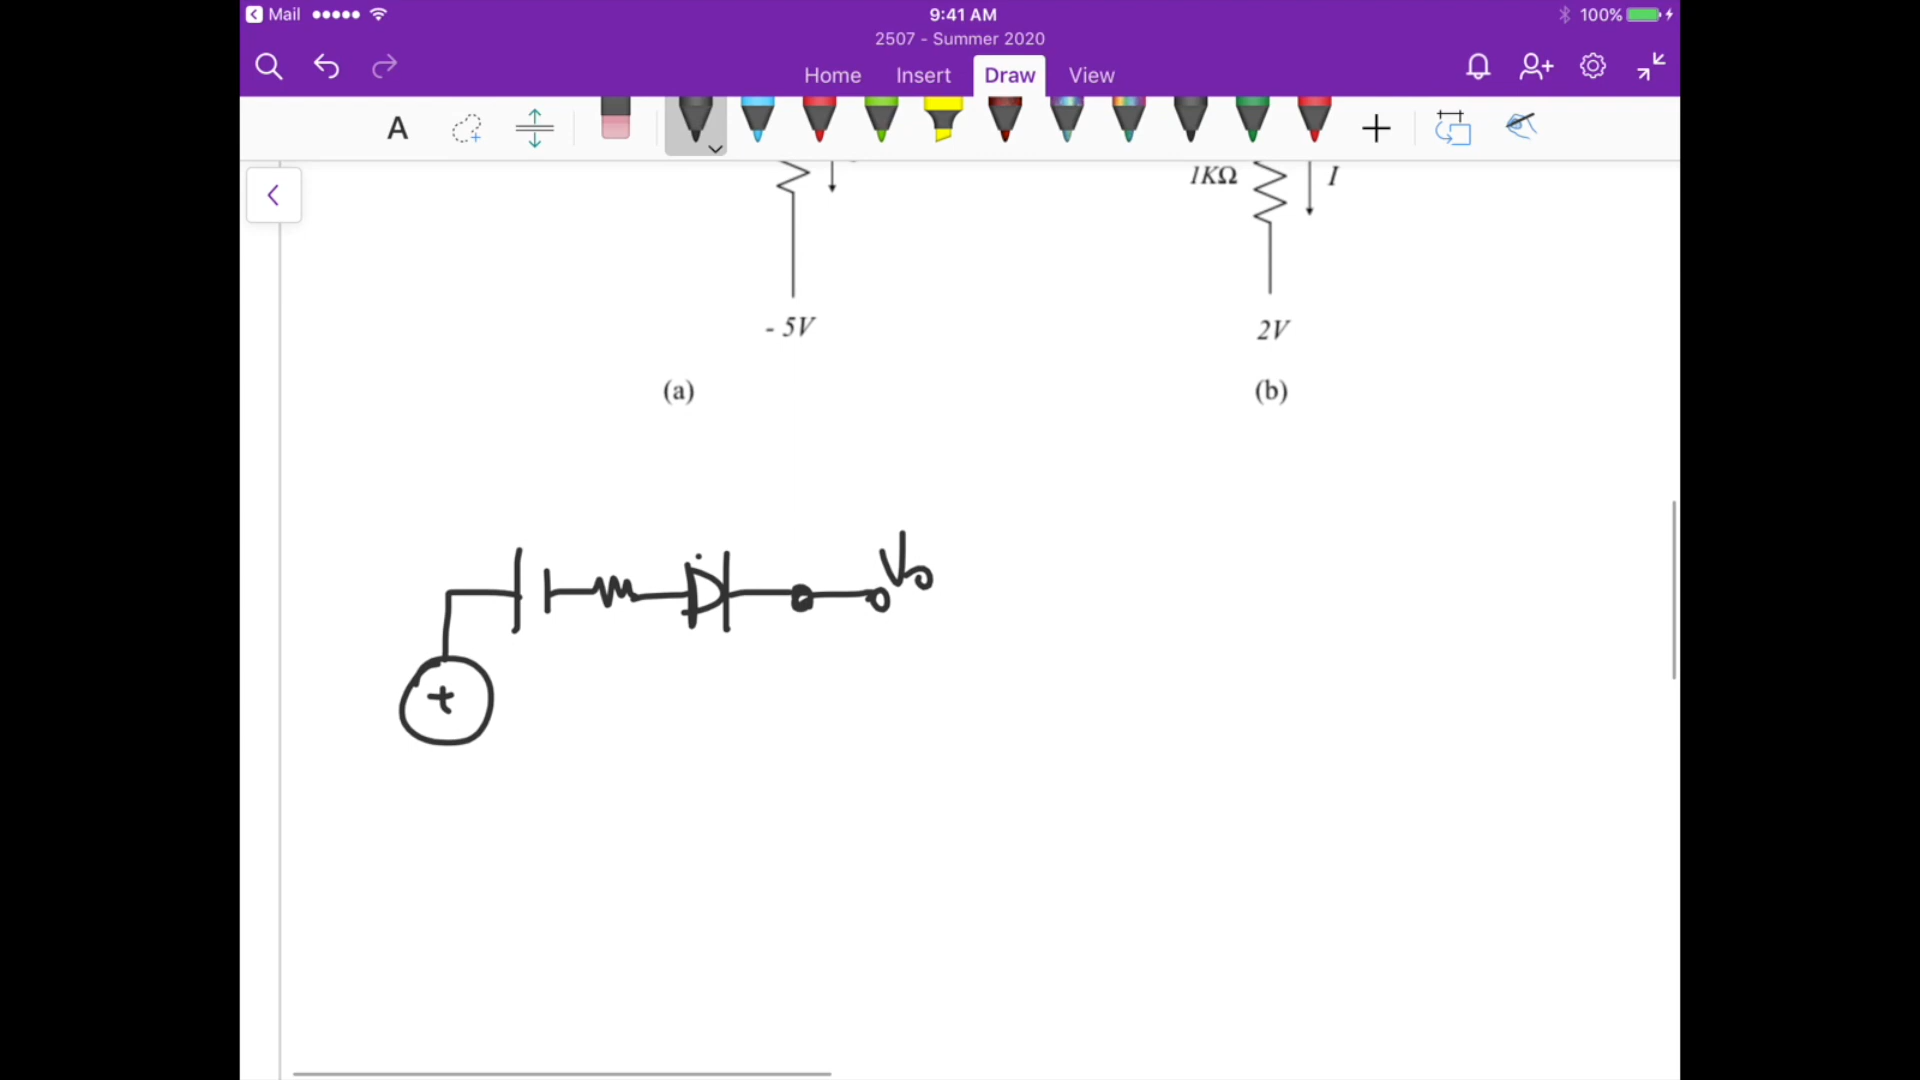 Mail
9:41 AM
100%
2507 - Summer 2020
Home Insert Draw View
A
1KΩ I
- 5V
2V
(a)
(b)
Vo
+